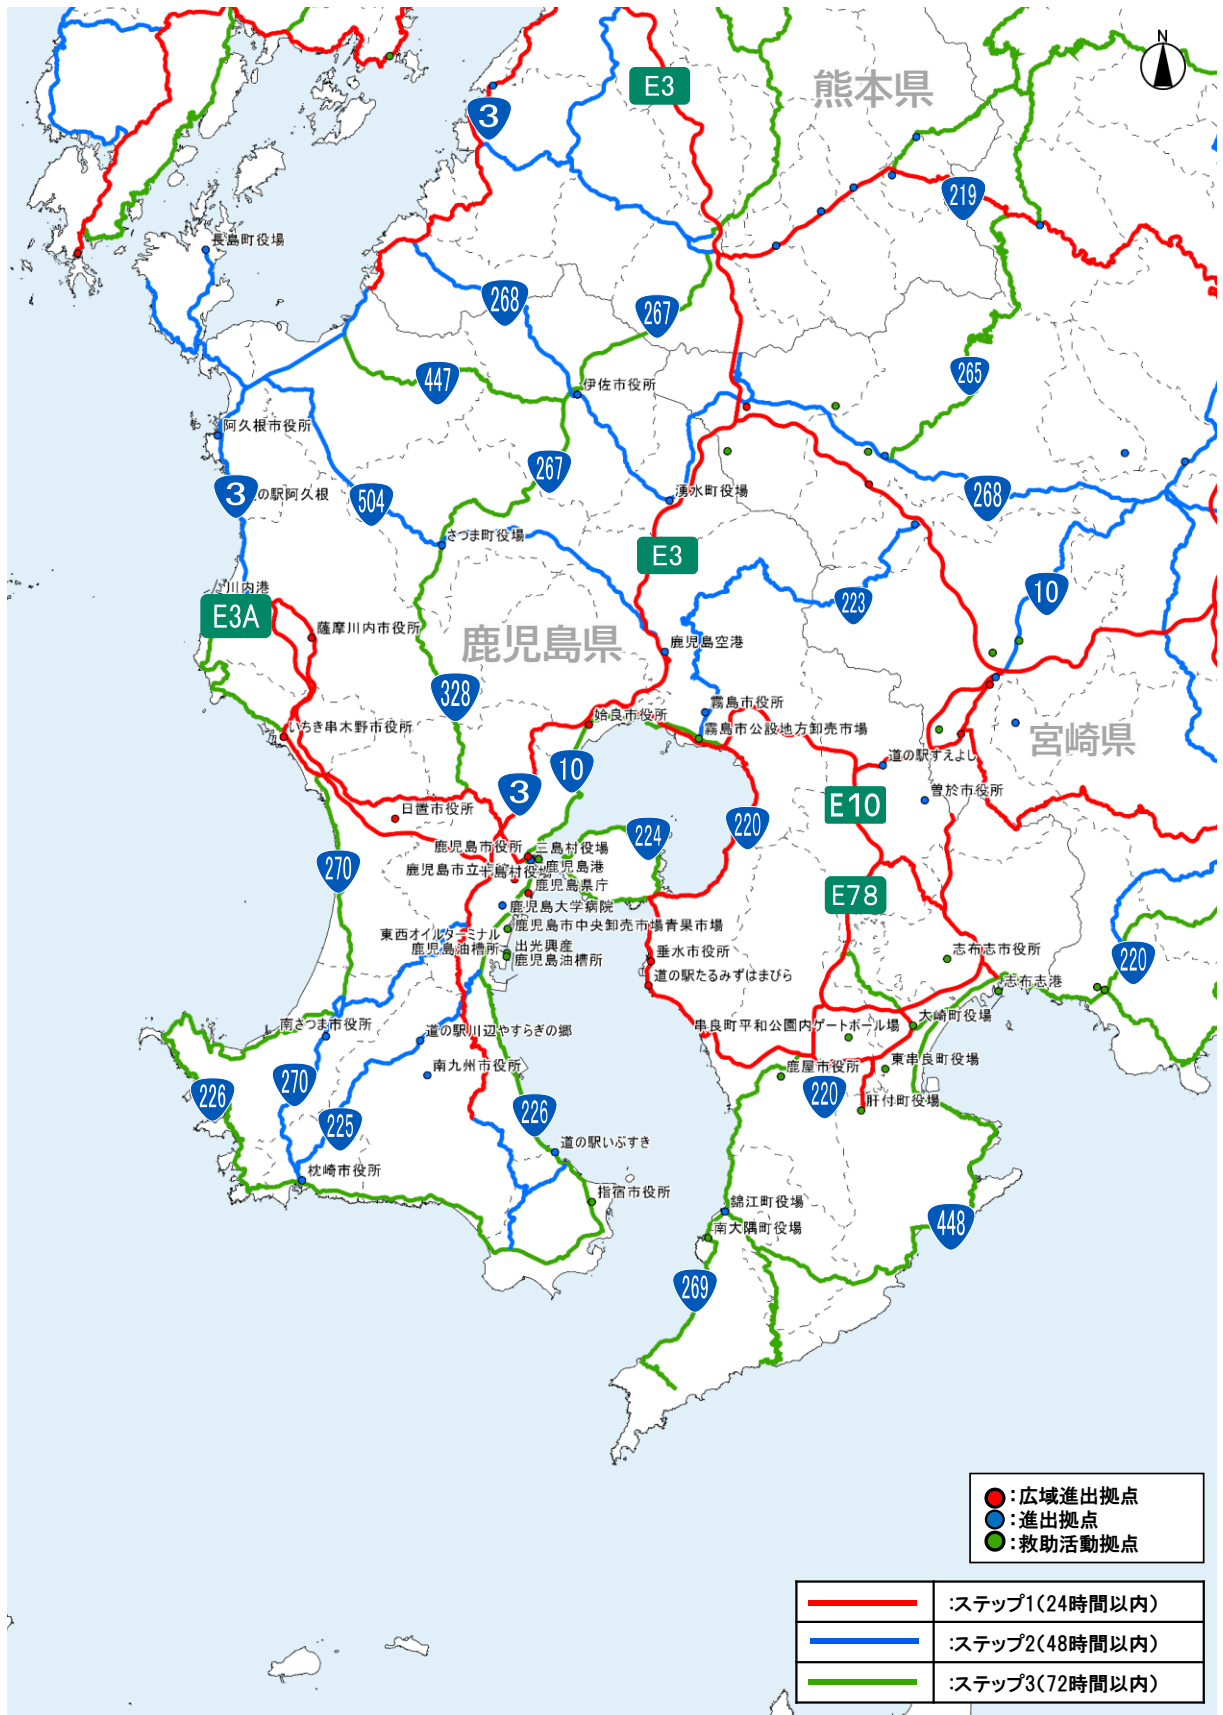 N
E3
熊本県
3
219
長島町役場
268
267
447
265
伊佐市役所
阿久根市役所
267
3
の駅阿久根
504
湧水町役場
268
さつま町役場
E3
川内港
10
E3A
223
薩摩川内市役所
鹿児島県
鹿児島空港
328
霧島市役所
姶良市役所
いちき串木野市役所
霧島市公設地方卸売市場
宮崎県
道の駅すえよし
10
3
曽於市役所
E10
日置市役所
220
224
鹿児島市役所
三島村役場
鹿児島港
270
鹿児島市立
十島村役場
鹿児島県庁
E78
鹿児島大学病院
鹿児島市中央卸売市場青果市場
東西オイルターミナル
鹿児島油槽所
出光興産
鹿児島油槽所
垂水市役所
志布志市役所
220
道の駅たるみずはまびら
志布志港
南さつま市役所
道の駅川辺やすらぎの郷
串良町平和公園内ゲートボール場
大崎町役場
南九州市役所
鹿屋市役所
東串良町役場
270
226
220
肝付町役場
226
225
道の駅いぶすき
枕崎市役所
指宿市役所
錦江町役場
南大隅町役場
448
269
:広域進出拠点
:進出拠点
:救助活動拠点
:ステップ1(24時間以内)
:ステップ2(48時間以内)
:ステップ3(72時間以内)